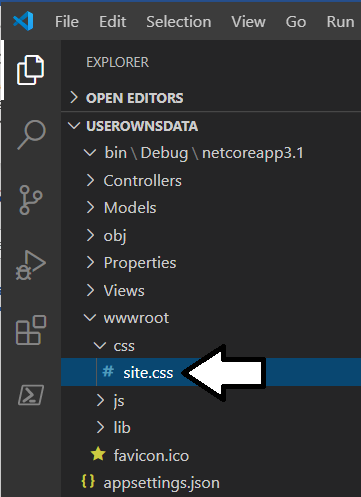 File Edit Selection View Go Run
EXPLORER
OPEN EDITORS
USEROWNSDATA
bin \ Debug \ netcoreapp3.1
Controllers
Models
obj
Properties
Views
wwwroot
css
# site.css
js
lib
favicon.ico
{} appsettings.json